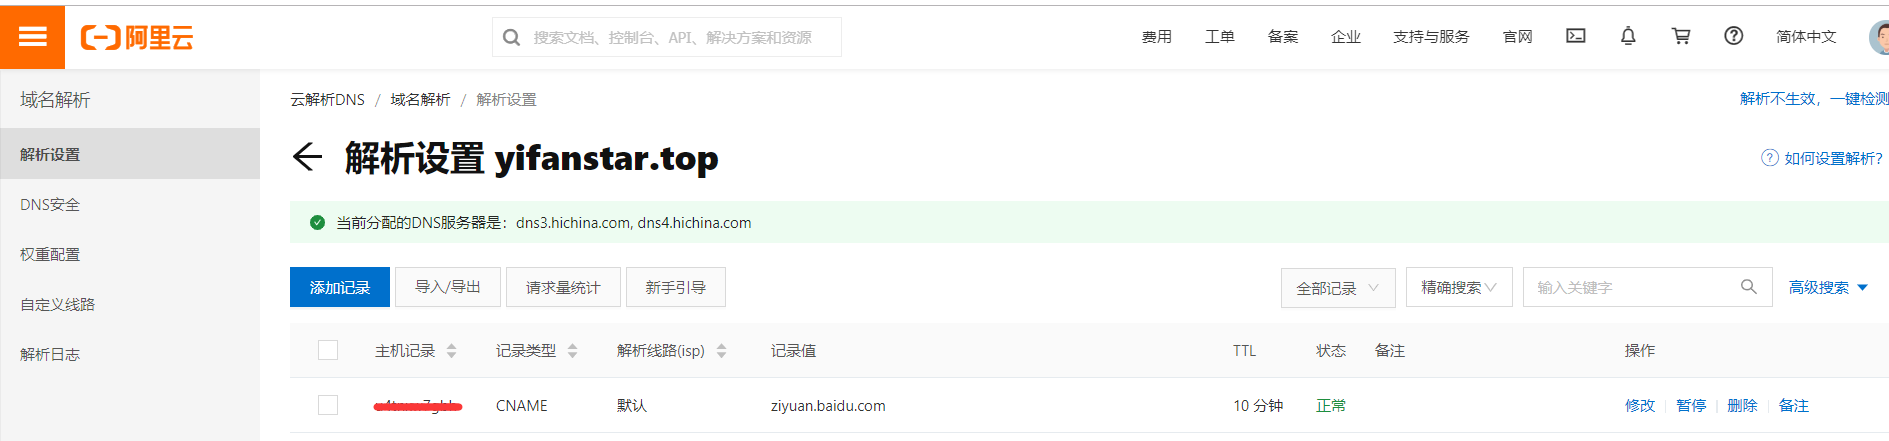 阿里云
搜索文档、控制台、API、解决方案和资源
费用 工单 备案 企业 支持与服务 官网 简体中文
域名解析
解析设置
DNS安全
权重配置
自定义线路
解析日志
云解析DNS / 域名解析 / 解析设置
解析不生效，一键检测
解析设置 yifanstar.top
如何设置解析?
当前分配的DNS服务器是：dns3.hichina.com, dns4.hichina.com
添加记录 导入/导出 请求量统计 新手引导 全部记录 精确搜索 输入关键字 高级搜索
主机记录 记录类型 解析线路(isp) 记录值 TTL 状态 备注 操作
CNAME 默认 ziyuan.baidu.com 10 分钟 正常 修改 暂停 删除 备注